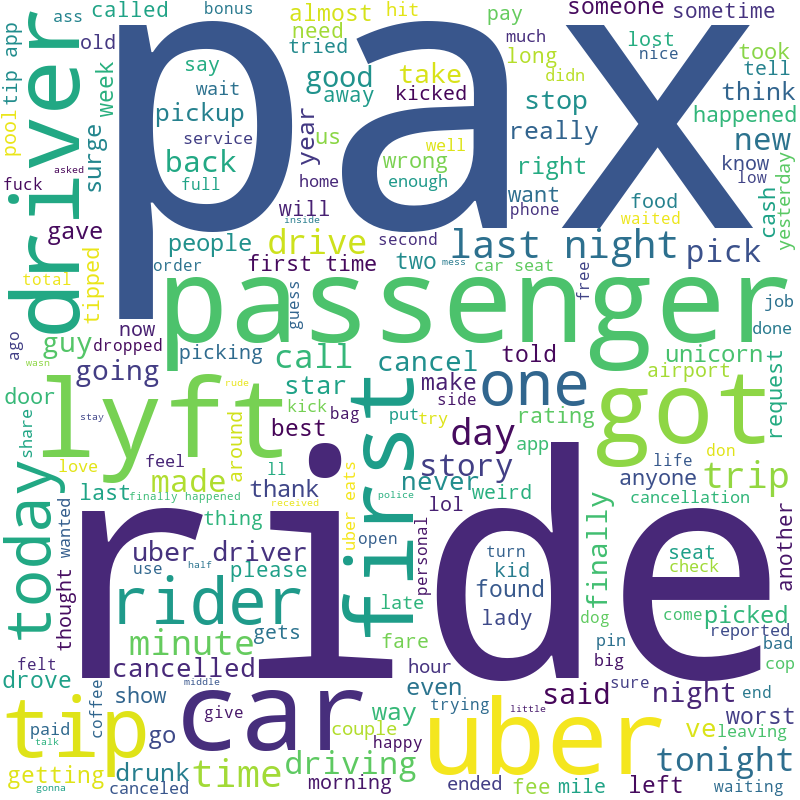 ass
bonus
called
almost
hit
someone
sometime
pax
driver
old
tried
need
pay
much
lost
nice
took
tip app
week
say
good
long
didn
tell
wait
away
kicked
take
stop
think
pool
surge
pickup
happened
service
year
us
well
really
new
asked
back
wrong
right
know
low
fuck
full
home
enough
want
food
cash
yesterday
inside
will
phone
waited
gave
people
drive
second
last night
pick
order
first time
two
mess
car seat
free
total
tipped
guess
passenger
job
done
ago
now
dropped
guy
picking
call
cancel
told
unicorn
going
star
make
one
airport
door
rude
kick
bag
put
try
side
rating
got
request
share
stay
best
lyft
first
day
app
don
love
feel
around
ll
story
life
made
never
anyone
trip
last
finally happened
thank
uber eats
police
weird
cancellation
today
wanted
thing
received
lol
finally
another
uber driver
open
personal
turn
seat
use
half
please
kid
check
thought
rider
found
ride
late
lady
dog
come
picked
minute
gets
fare
pin
reported
felt
cancelled
hour
big
bad
cop
drove
middle
even
sure
end
coffee
show
trying
little
said
night
tip
paid
give
car
way
couple
uber
ve
worst
leaving
talk
go
happy
driving
tonight
getting
drunk
time
morning
ended
fee
mile
left
waiting
gonna
canceled
wasn